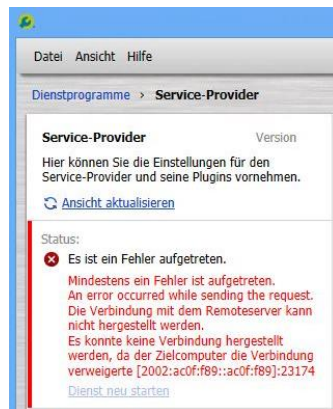 Datei Ansicht Hilfe
Dienstprogramme › Service-Provider
Service-Provider Version
Hier können Sie die Einstellungen für den
Service-Provider und seine Plugins vornehmen.
Ansicht aktualisieren
Status:
Es ist ein Fehler aufgetreten.
Mindestens ein Fehler ist aufgetreten.
An error occurred while sending the request.
Die Verbindung mit dem Remoteserver kann
nicht hergestellt werden.
Es konnte keine Verbindung hergestellt
werden, da der Zielcomputer die Verbindung
verweigerte [2002:ac0f:f89::ac0f:f89]:23174
Dienst neu starten